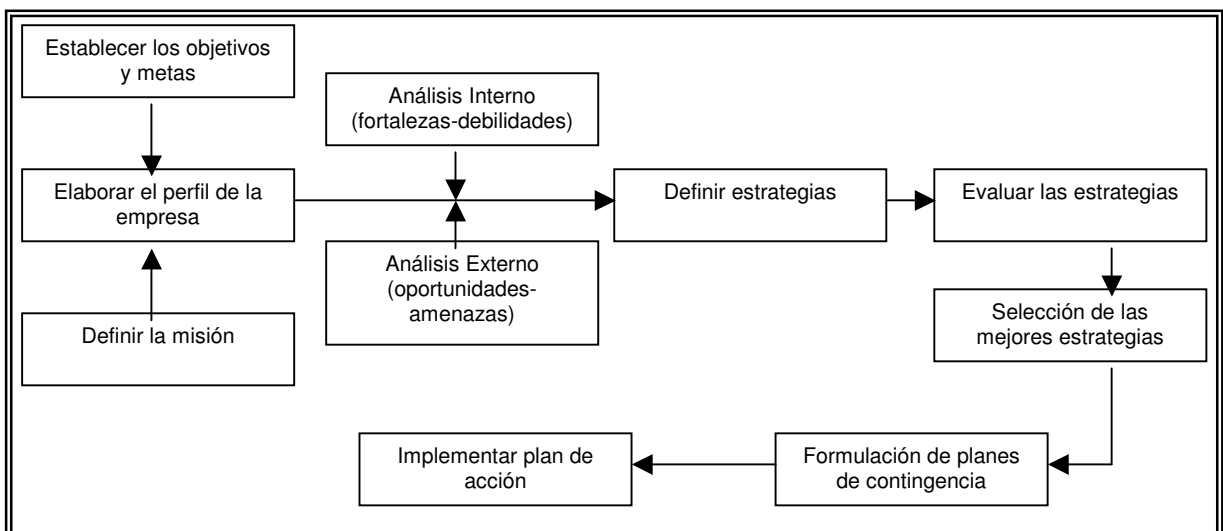 Establecer los objetivos
y metas
Análisis Interno
(fortalezas-debilidades)
Elaborar el perfil de la
empresa
Definir estrategias
Evaluar las estrategias
Análisis Externo
(oportunidades-
amenazas)
Definir la misión
Selección de las
mejores estrategias
Implementar plan de
acción
Formulación de planes
de contingencia